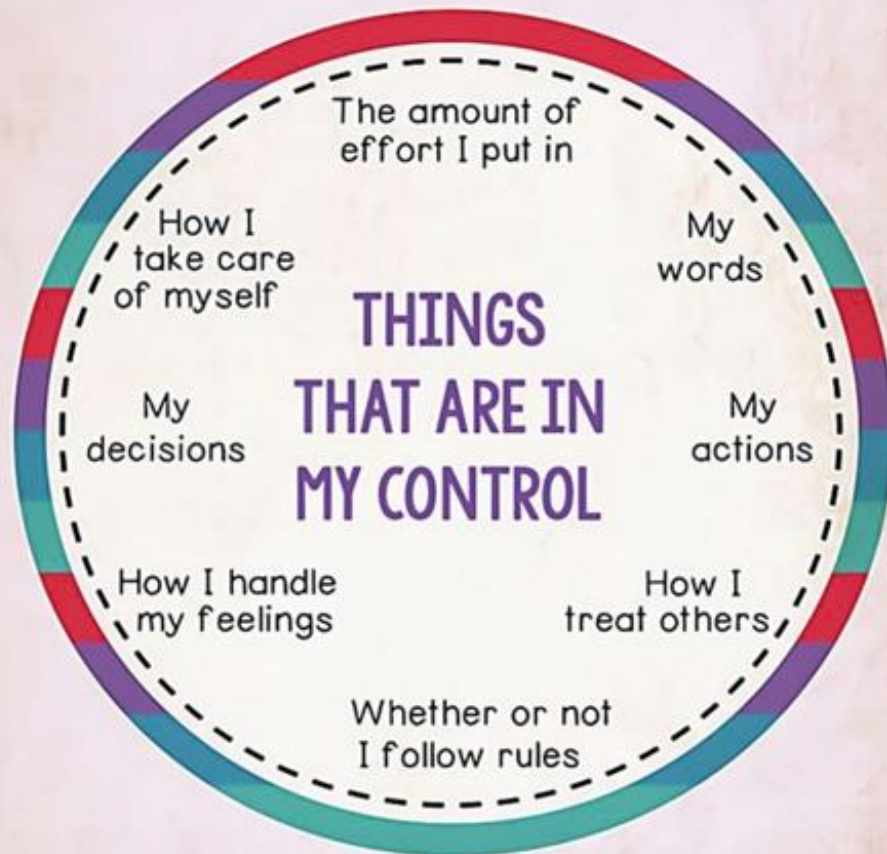 The amount of
effort I put in
My
words
My
actions
How I
treat others
Whether or not
I follow rules
How I handle
my feelings
My
decisions
How I
take care
of myself
THINGS
THAT ARE IN
MY CONTROL